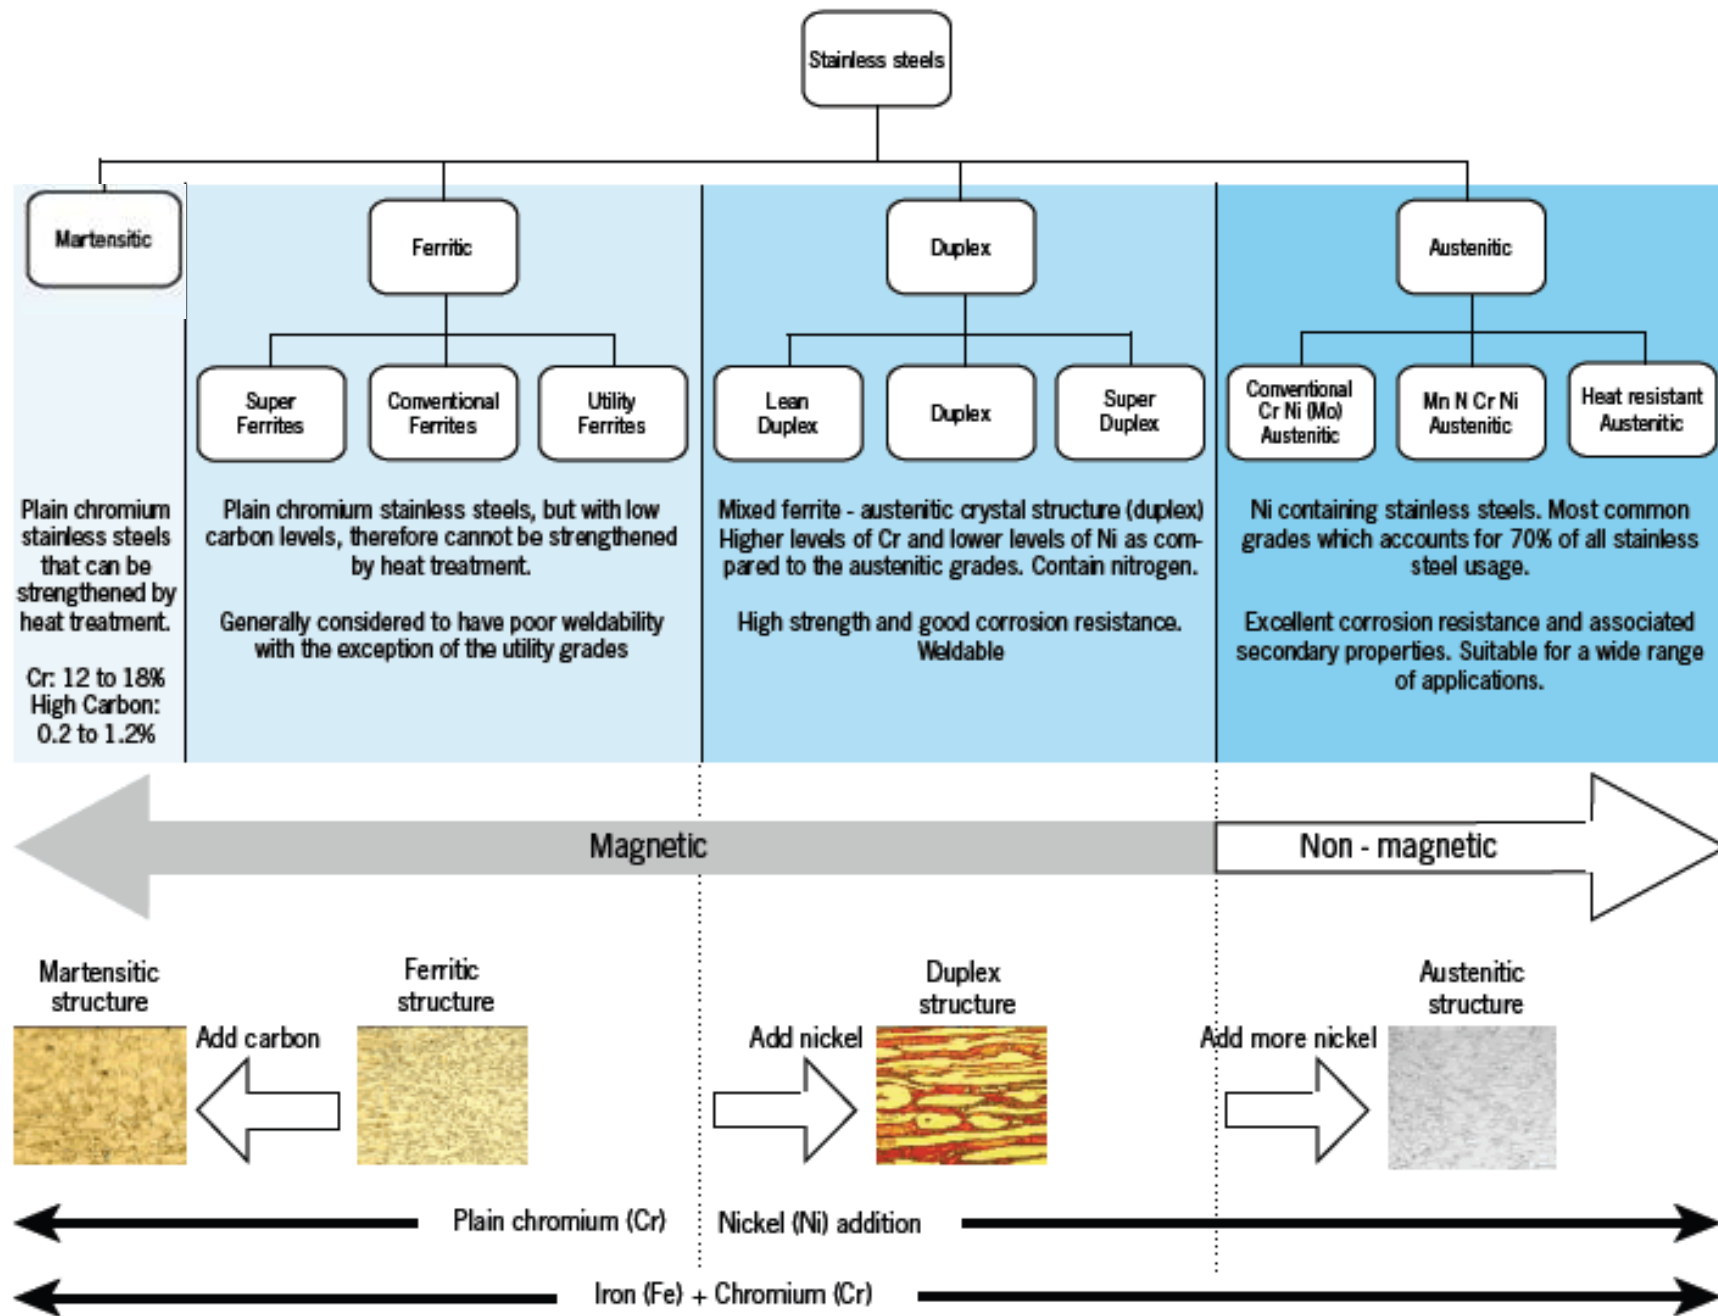 Stainless steels
Martensitic
Ferritic
Duplex
Austenitic
Super
Ferrites
Conventional
Ferrites
Utility
Ferrites
Lean
Duplex
Duplex
Super
Duplex
Conventional
Cr Ni (Mo)
Austenitic
Mn N Cr Ni
Austenitic
Heat resistant
Austenitic
Plain chromium
stainless steels
that can be
strengthened by
heat treatment.
Cr: 12 to 18%
High Carbon:
0.2 to 1.2%
Plain chromium stainless steels, but with low
carbon levels, therefore cannot be strengthened
by heat treatment.
Generally considered to have poor weldability
with the exception of the utility grades
Mixed ferrite - austenitic crystal structure (duplex)
Higher levels of Cr and lower levels of Ni as com-
pared to the austenitic grades. Contain nitrogen.
High strength and good corrosion resistance.
Weldable
Ni containing stainless steels. Most common
grades which accounts for 70% of all stainless
steel usage.
Excellent corrosion resistance and associated
secondary properties. Suitable for a wide range
of applications.
Magnetic
Non - magnetic
Martensitic
structure
Add carbon
Ferritic
structure
Add nickel
Duplex
structure
Add more nickel
Austenitic
structure
Plain chromium (Cr)
Nickel (Ni) addition
Iron (Fe) + Chromium (Cr)